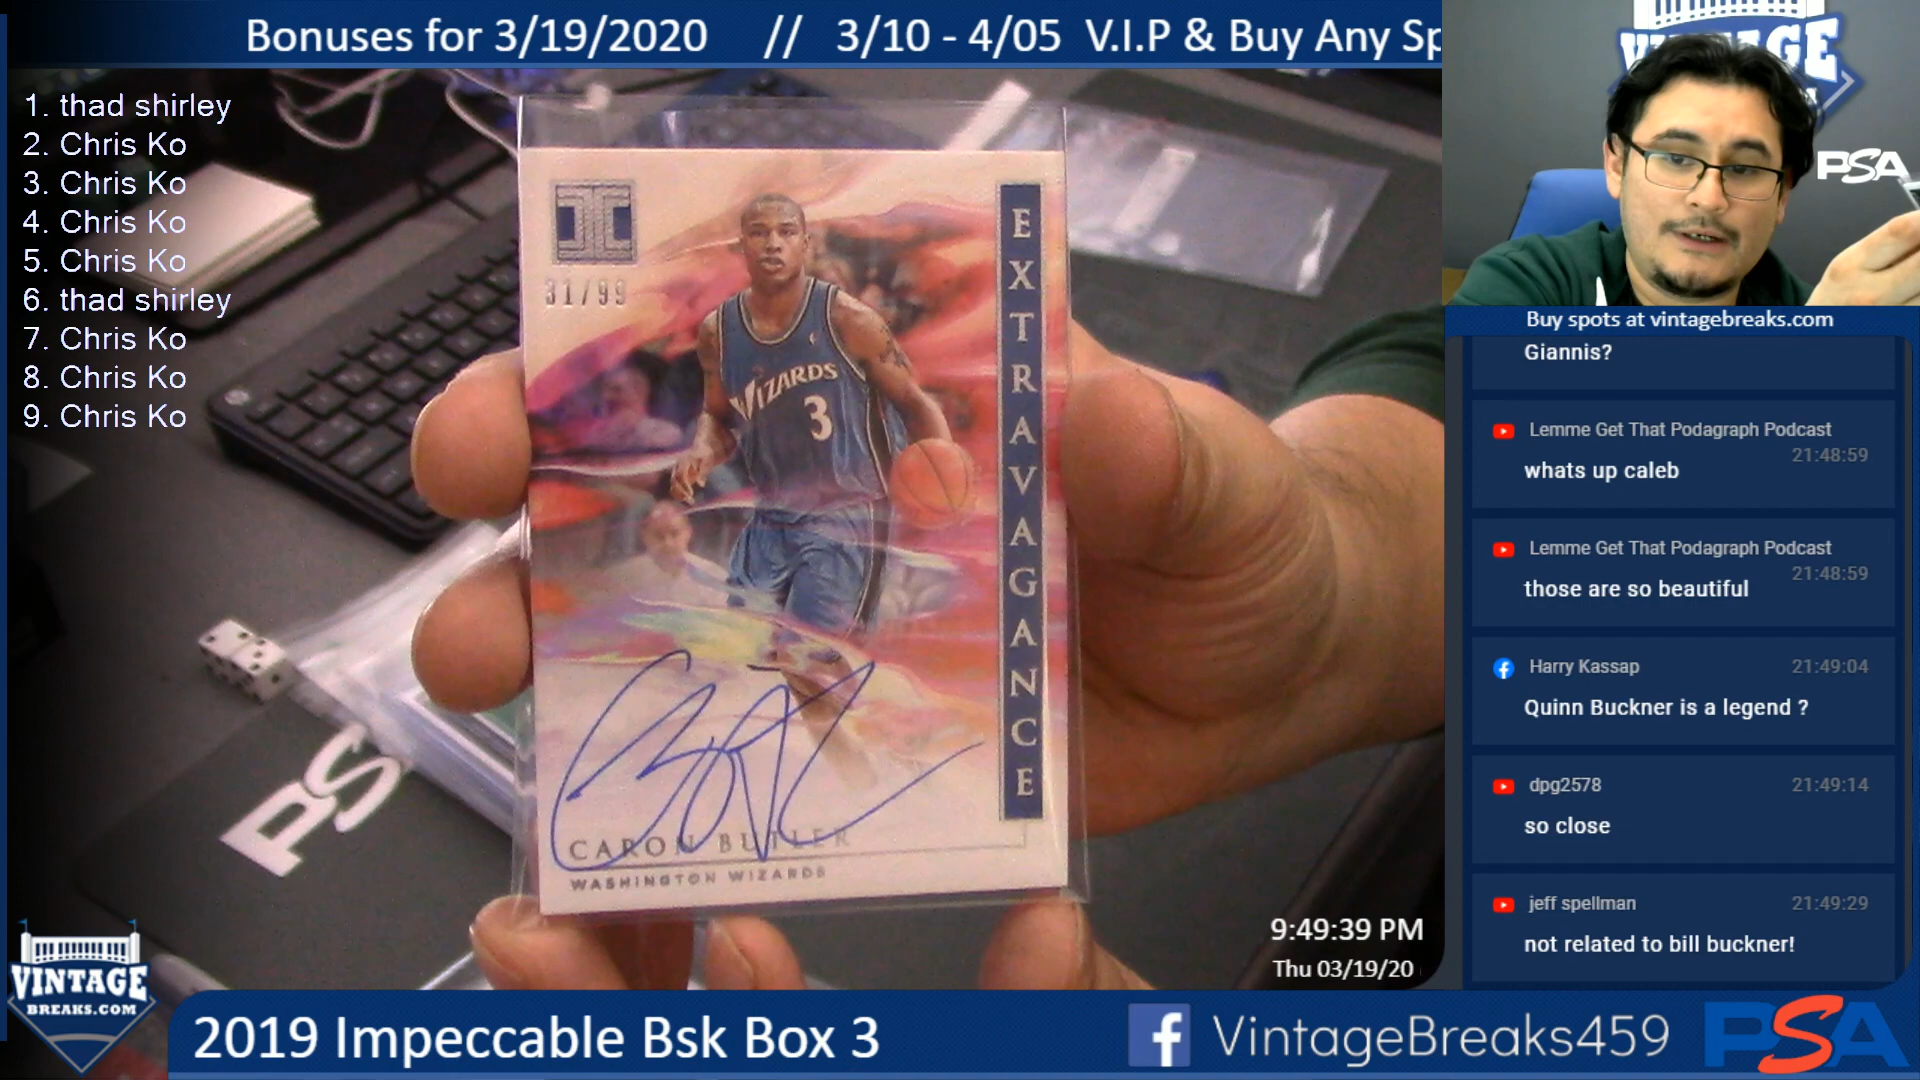 Bonuses for 3/19/2020 // 3/10 - 4/05 V.I.P & Buy Any Sp
1. thad shirley
2. Chris Ko
3. Chris Ko
4. Chris Ko
5. Chris Ko
6. thad shirley
7. Chris Ko
8. Chris Ko
9. Chris Ko
31/99
EXTRAVAGANCE
WIZARDS
3
CARON BUTLER
WASHINGTON WIZARDS
PS
VINTAGE
PSA
Buy spots at vintagebreaks.com
Giannis?
Lemme Get That Podagraph Podcast
21:48:59
whats up caleb
Lemme Get That Podagraph Podcast
21:48:59
those are so beautiful
Harry Kassap 21:49:04
Quinn Buckner is a legend ?
dpg2578 21:49:14
so close
jeff spellman 21:49:29
not related to bill buckner!
9:49:39 PM
Thu 03/19/20
VINTAGE
BREAKS.COM
2019 Impeccable Bsk Box 3
f VintageBreaks459
PSA